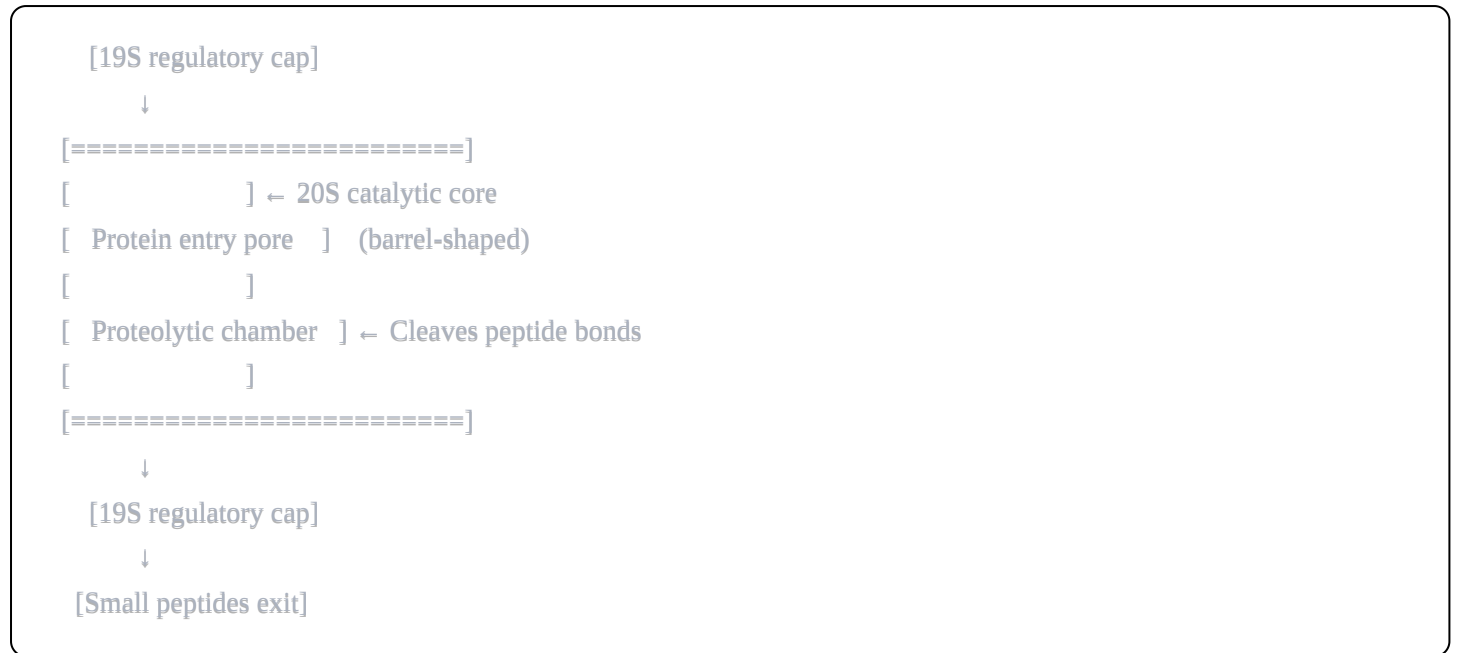 [19S regulatory cap]
↓
[=========================]
[ ] ← 20S catalytic core
[ Protein entry pore ] (barrel-shaped)
[ ]
[ Proteolytic chamber ] ← Cleaves peptide bonds
[ ]
[=========================]
↓
[19S regulatory cap]
↓
[Small peptides exit]